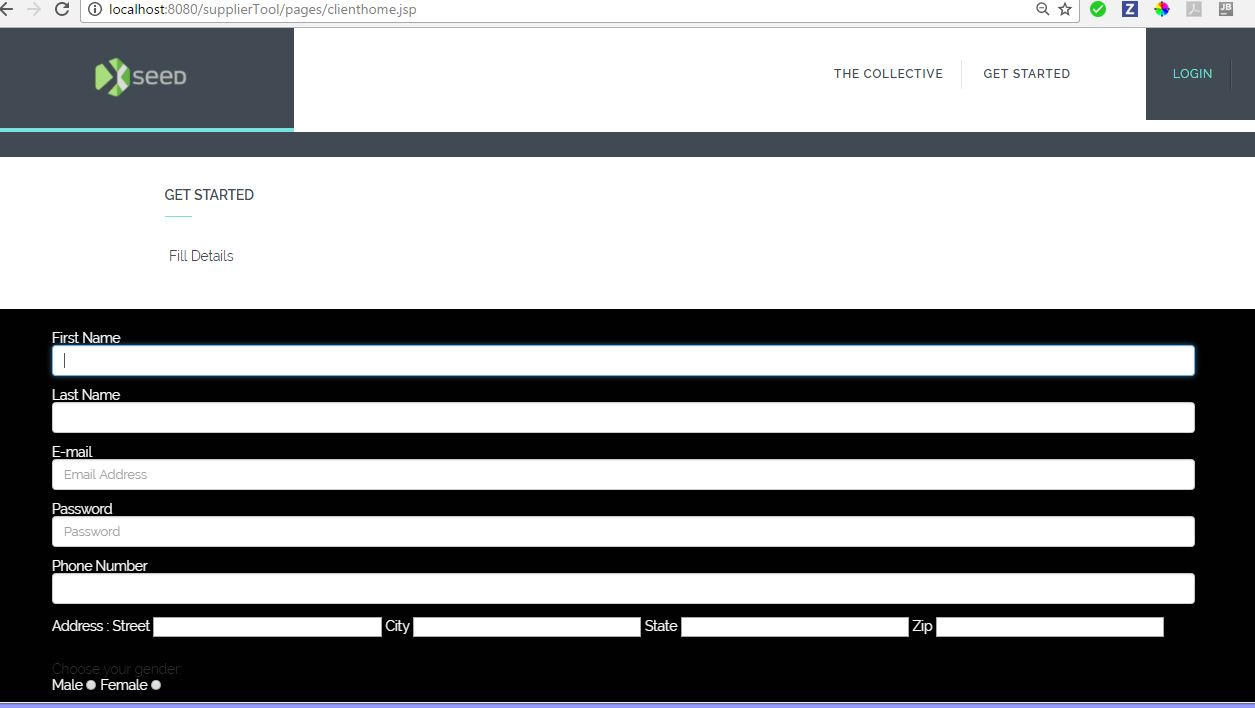 localhost:8080/supplierTool/pages/clienthome.jsp
Z
JB
SEED
THE COLLECTIVE
GET STARTED
LOGIN
GET STARTED
Fill Details
First Name
Last Name
E-mail
Email Address
Password
Password
Phone Number
Address : Street City State Zip
Choose your gender:
Male Female